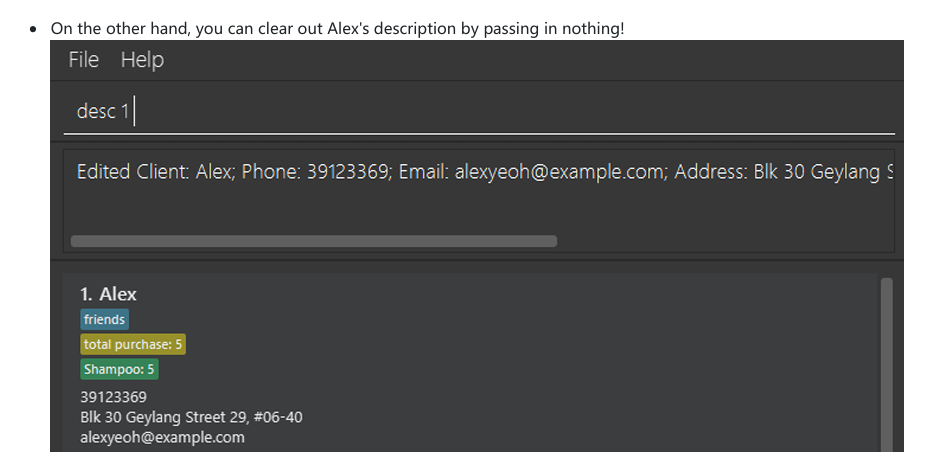 On the other hand, you can clear out Alex's description by passing in nothing!
File Help
desc 1
Edited Client: Alex; Phone: 39123369; Email: alexyeoh@example.com; Address: Blk 30 Geylang S
1. Alex
friends
total purchase: 5
Shampoo: 5
39123369
Blk 30 Geylang Street 29, #06-40
alexyeoh@example.com